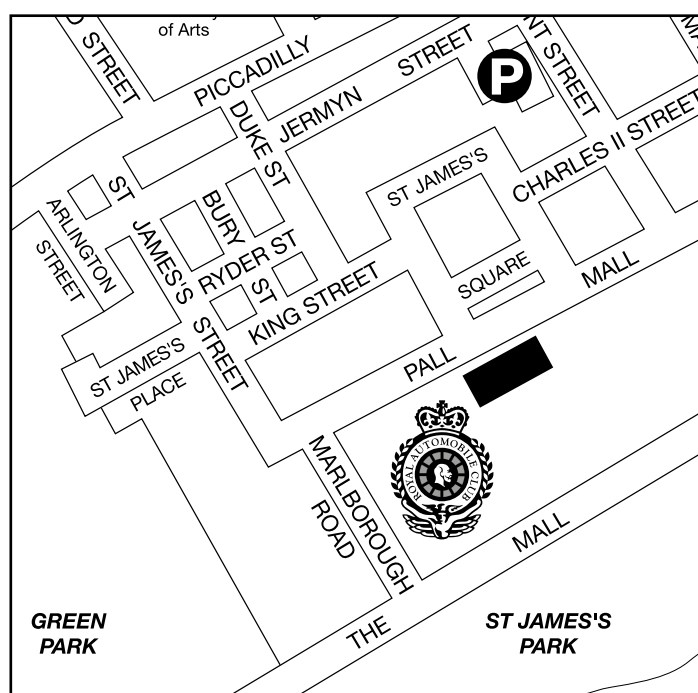 of Arts
STREET
PICCADILLY
DUKE ST
JERMYN STREET
P
NT STREET
CHARLES II STREET
ST JAMES'S SQUARE
ARLINGTON STREET
ST JAMES'S STREET
BURY ST
RYDER ST
KING STREET
PALL MALL
ST JAMES'S PLACE
MARLBOROUGH ROAD
ROYAL AUTOMOBILE CLUB
THE MALL
GREEN
PARK
ST JAMES'S
PARK